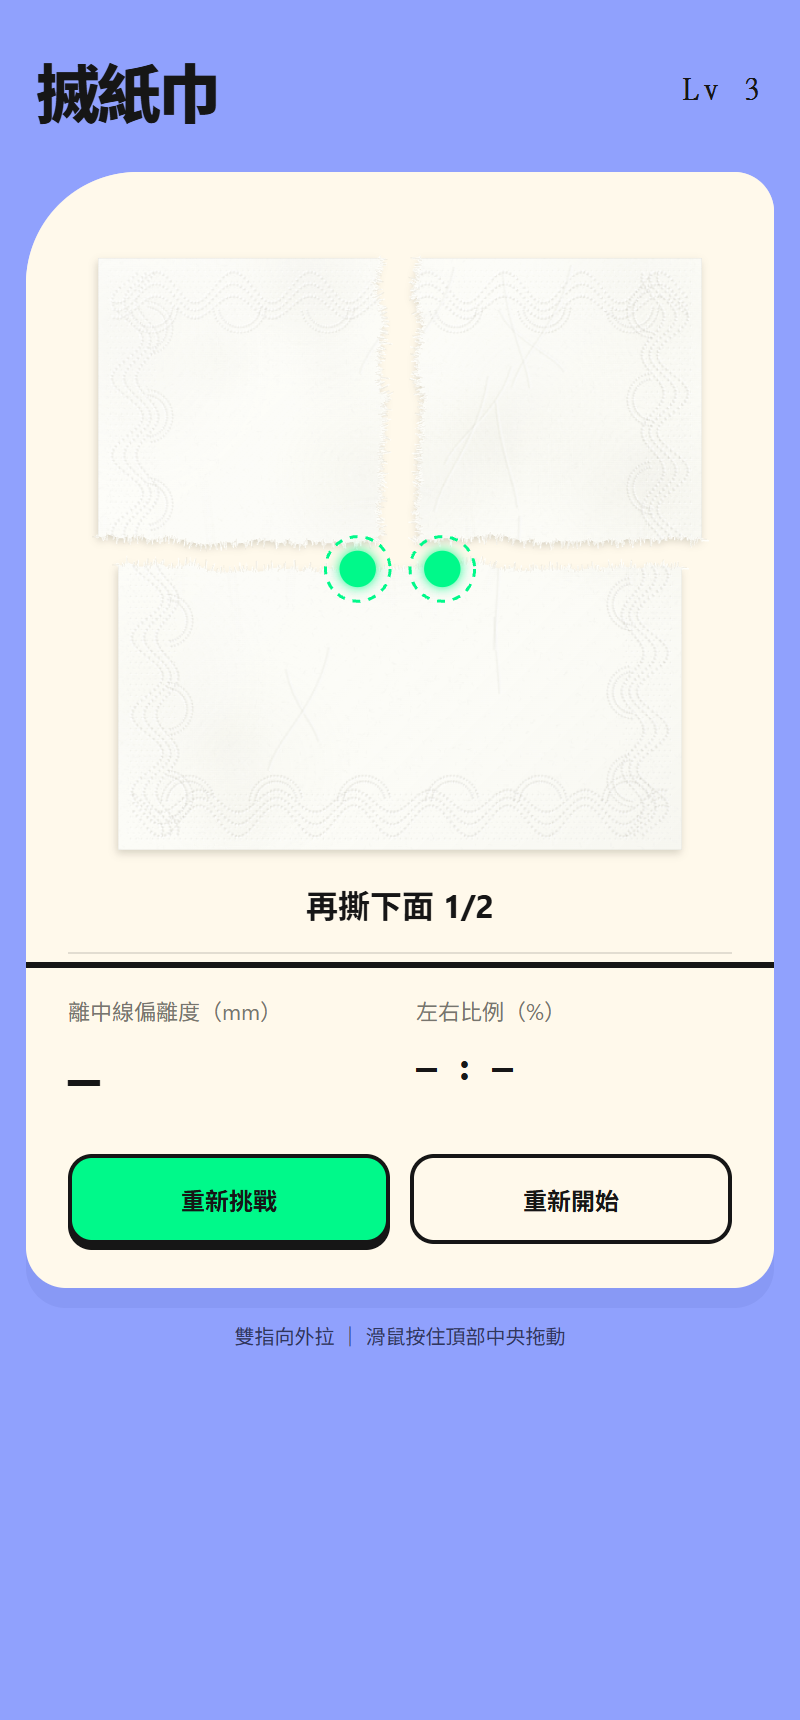 搣紙巾
Lv 3
再撕下面 1/2
離中線偏離度（mm）
左右比例（%）
—
– : –
重新挑戰
重新開始
雙指向外拉 | 滑鼠按住頂部中央拖動